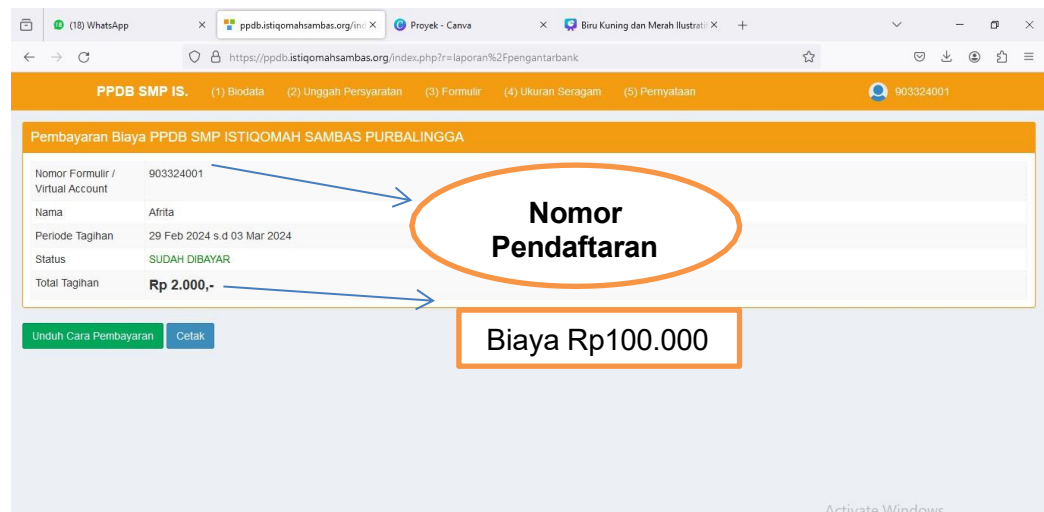 (18) WhatsApp
ppdb.istiqomahsambas.org/ind
Proyek - Canva
Biru Kuning dan Merah Ilustrati
https://ppdb.istiqomahsambas.org/index.php?r=laporan%2Fpengantarbank
PPDB SMP IS. (1) Biodata (2) Unggah Persyaratan (3) Formulir (4) Ukuran Seragam (5) Pernyataan 903324001
Pembayaran Biaya PPDB SMP ISTIQOMAH SAMBAS PURBALINGGA
Nomor Formulir / 903324001
Virtual Account
Nama Afrita
Periode Tagihan 29 Feb 2024 s.d 03 Mar 2024
Status SUDAH DIBAYAR
Total Tagihan Rp 2.000,-
Nomor
Pendaftaran
Biaya Rp100.000
Unduh Cara Pembayaran Cetak
Activate Windows